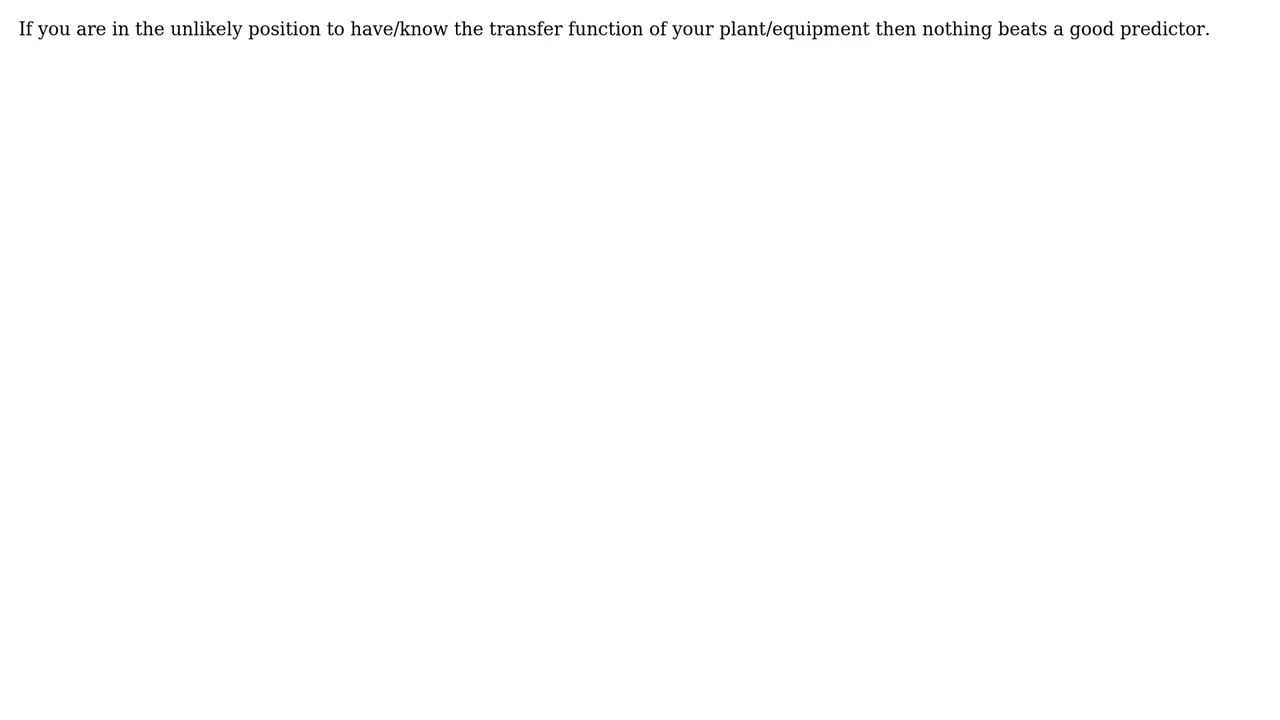 If you are in the unlikely position to have/know the transfer function of your plant/equipment then nothing beats a good predictor.